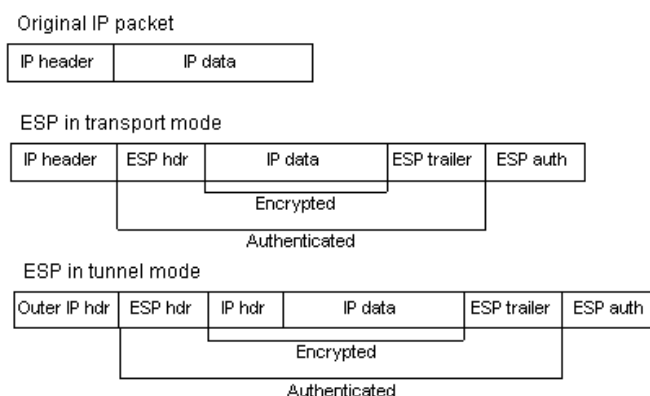 Original IP packet
IP header IP data
ESP in transport mode
IP header ESP hdr IP data ESP trailer ESP auth
Encrypted
Authenticated
ESP in tunnel mode
Outer IP hdr ESP hdr IP hdr IP data ESP trailer ESP auth
Encrypted
Authenticated